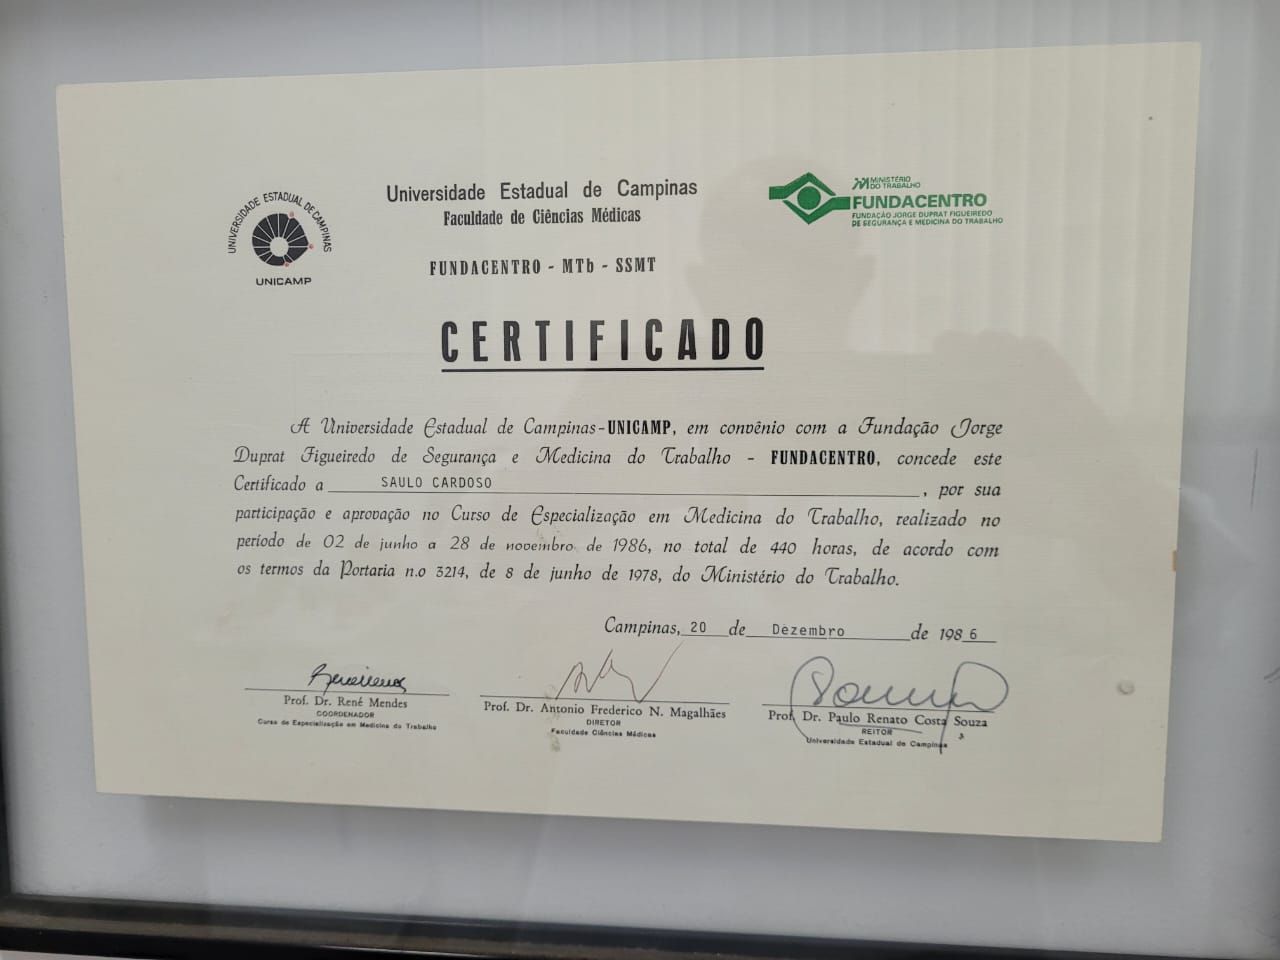 UNIVERSIDADE ESTADUAL DE CAMPINAS
UNICAMP
Universidade Estadual de Campinas
Faculdade de Ciências Médicas
FUNDACENTRO - MTb - SSMT
MINISTÉRIO
DO TRABALHO
FUNDACENTRO
FUNDAÇÃO JORGE DUPRAT FIGUEIREDO
DE SEGURANÇA E MEDICINA DO TRABALHO
CERTIFICADO
A Universidade Estadual de Campinas-UNICAMP, em convênio com a Fundação Jorge
Duprat Figueiredo de Segurança e Medicina do Trabalho - FUNDACENTRO, concede este
Certificado a SAULO CARDOSO, por sua
participação e aprovação no Curso de Especialização em Medicina do Trabalho, realizado no
período de 02 de junho a 28 de novembro de 1986, no total de 440 horas, de acordo com
os termos da Portaria n.o 3214, de 8 de junho de 1978, do Ministério do Trabalho.
Campinas, 20 de Dezembro de 1986
Prof. Dr. René Mendes
COORDENADOR
Curso de Especialização em Medicina do Trabalho
Prof. Dr. Antonio Frederico N. Magalhães
DIRETOR
Faculdade Ciências Médicas
Prof. Dr. Paulo Renato Costa Souza
REITOR
Universidade Estadual de Campinas